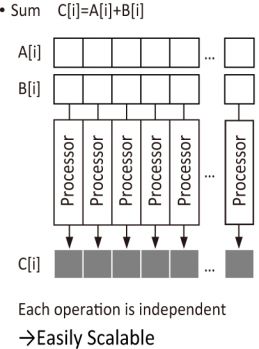 • Sum C[i]=A[i]+B[i]
A[i]
...
B[i]
Processor
Processor
Processor
Processor
Processor
...
Processor
C[i]
...
Each operation is independent
→Easily Scalable